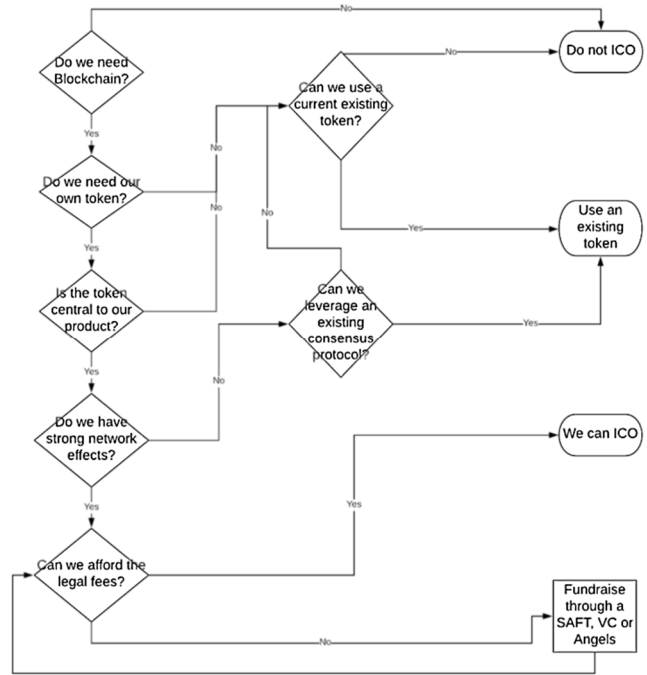 No
Do we need
Blockchain?
Yes
Do we need our
own token?
No
No
Yes
Is the token
central to our
product?
Yes
Do we have
strong network
effects?
No
Yes
Can we afford the
legal fees?
No
Yes
Can we use a
current existing
token?
No
Yes
No
Can we
leverage an
existing
consensus
protocol?
Yes
Do not ICO
Use an
existing
token
We can ICO
Fundraise
through a
SAFT, VC or
Angels